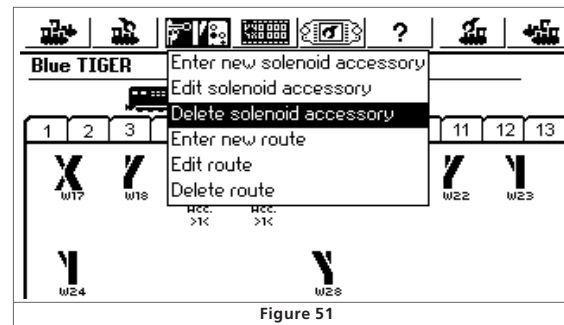 ?
Blue TIGER
Enter new solenoid accessory
Edit solenoid accessory
Delete solenoid accessory
Enter new route
Edit route
Delete route
1 2 3 11 12 13
W17 W18 W22 W23
Acc. Acc.
>1< >1<
W24 W28
Figure 51